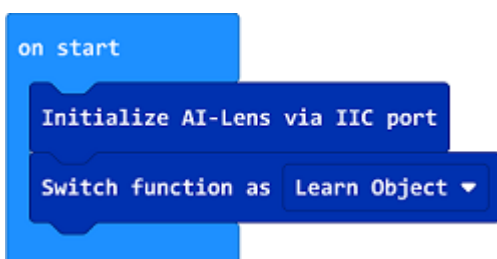 on start
Initialize AI-Lens via IIC port
Switch function as Learn Object